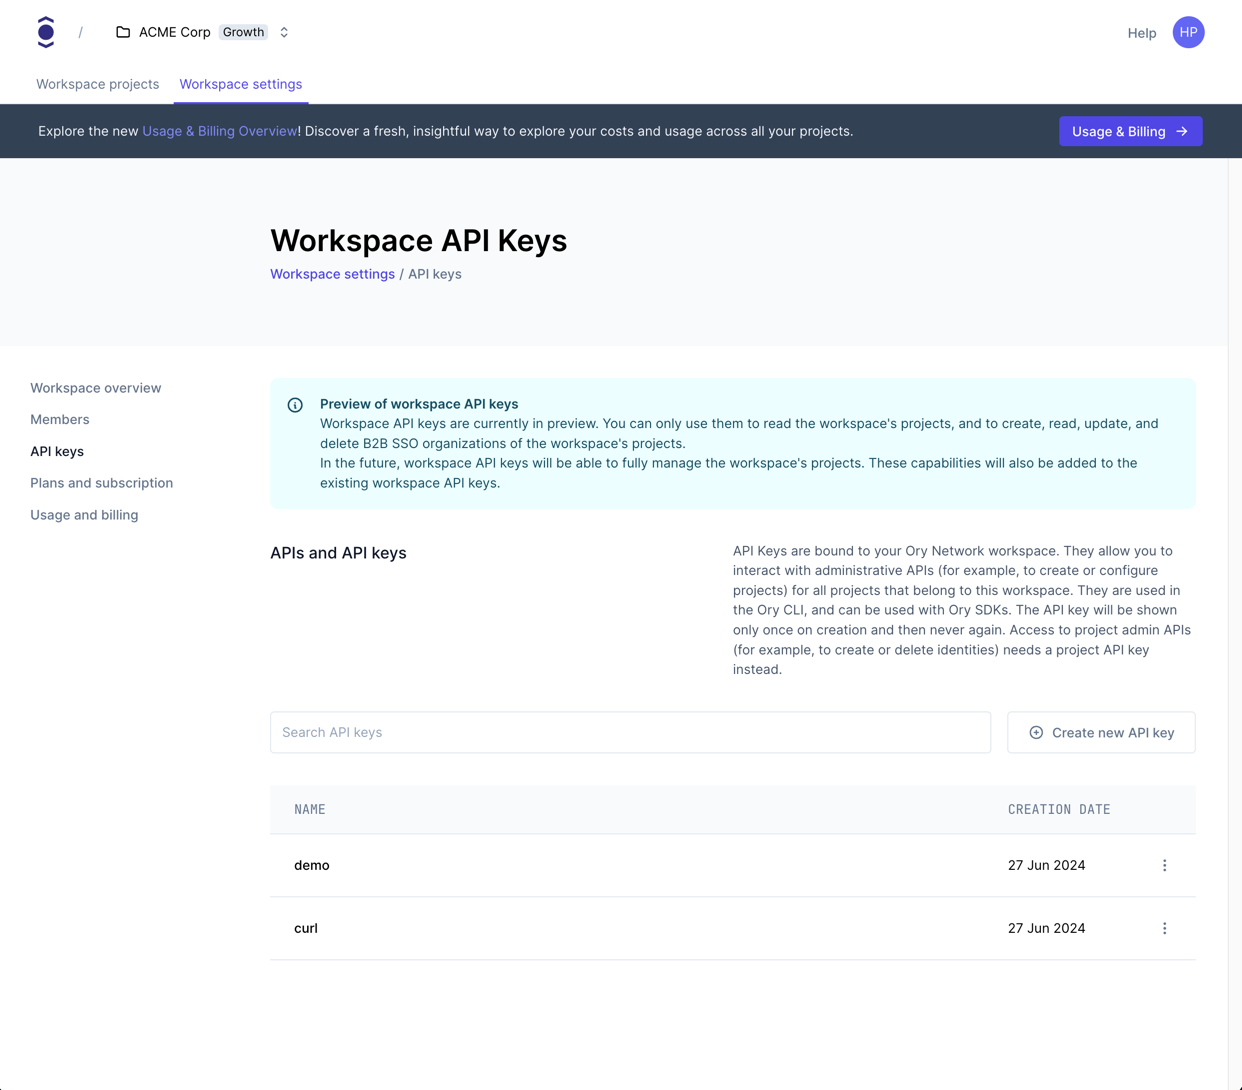 / ACME Corp Growth
Help HP
Workspace projects Workspace settings
Explore the new Usage & Billing Overview! Discover a fresh, insightful way to explore your costs and usage across all your projects.
Usage & Billing →
Workspace API Keys
Workspace settings / API keys
Workspace overview
Members
API keys
Plans and subscription
Usage and billing
Preview of workspace API keys
Workspace API keys are currently in preview. You can only use them to read the workspace's projects, and to create, read, update, and
delete B2B SSO organizations of the workspace's projects.
In the future, workspace API keys will be able to fully manage the workspace's projects. These capabilities will also be added to the
existing workspace API keys.
APIs and API keys
API Keys are bound to your Ory Network workspace. They allow you to
interact with administrative APIs (for example, to create or configure
projects) for all projects that belong to this workspace. They are used in
the Ory CLI, and can be used with Ory SDKs. The API key will be shown
only once on creation and then never again. Access to project admin APIs
(for example, to create or delete identities) needs a project API key
instead.
Search API keys
Create new API key
NAME CREATION DATE
demo 27 Jun 2024
curl 27 Jun 2024